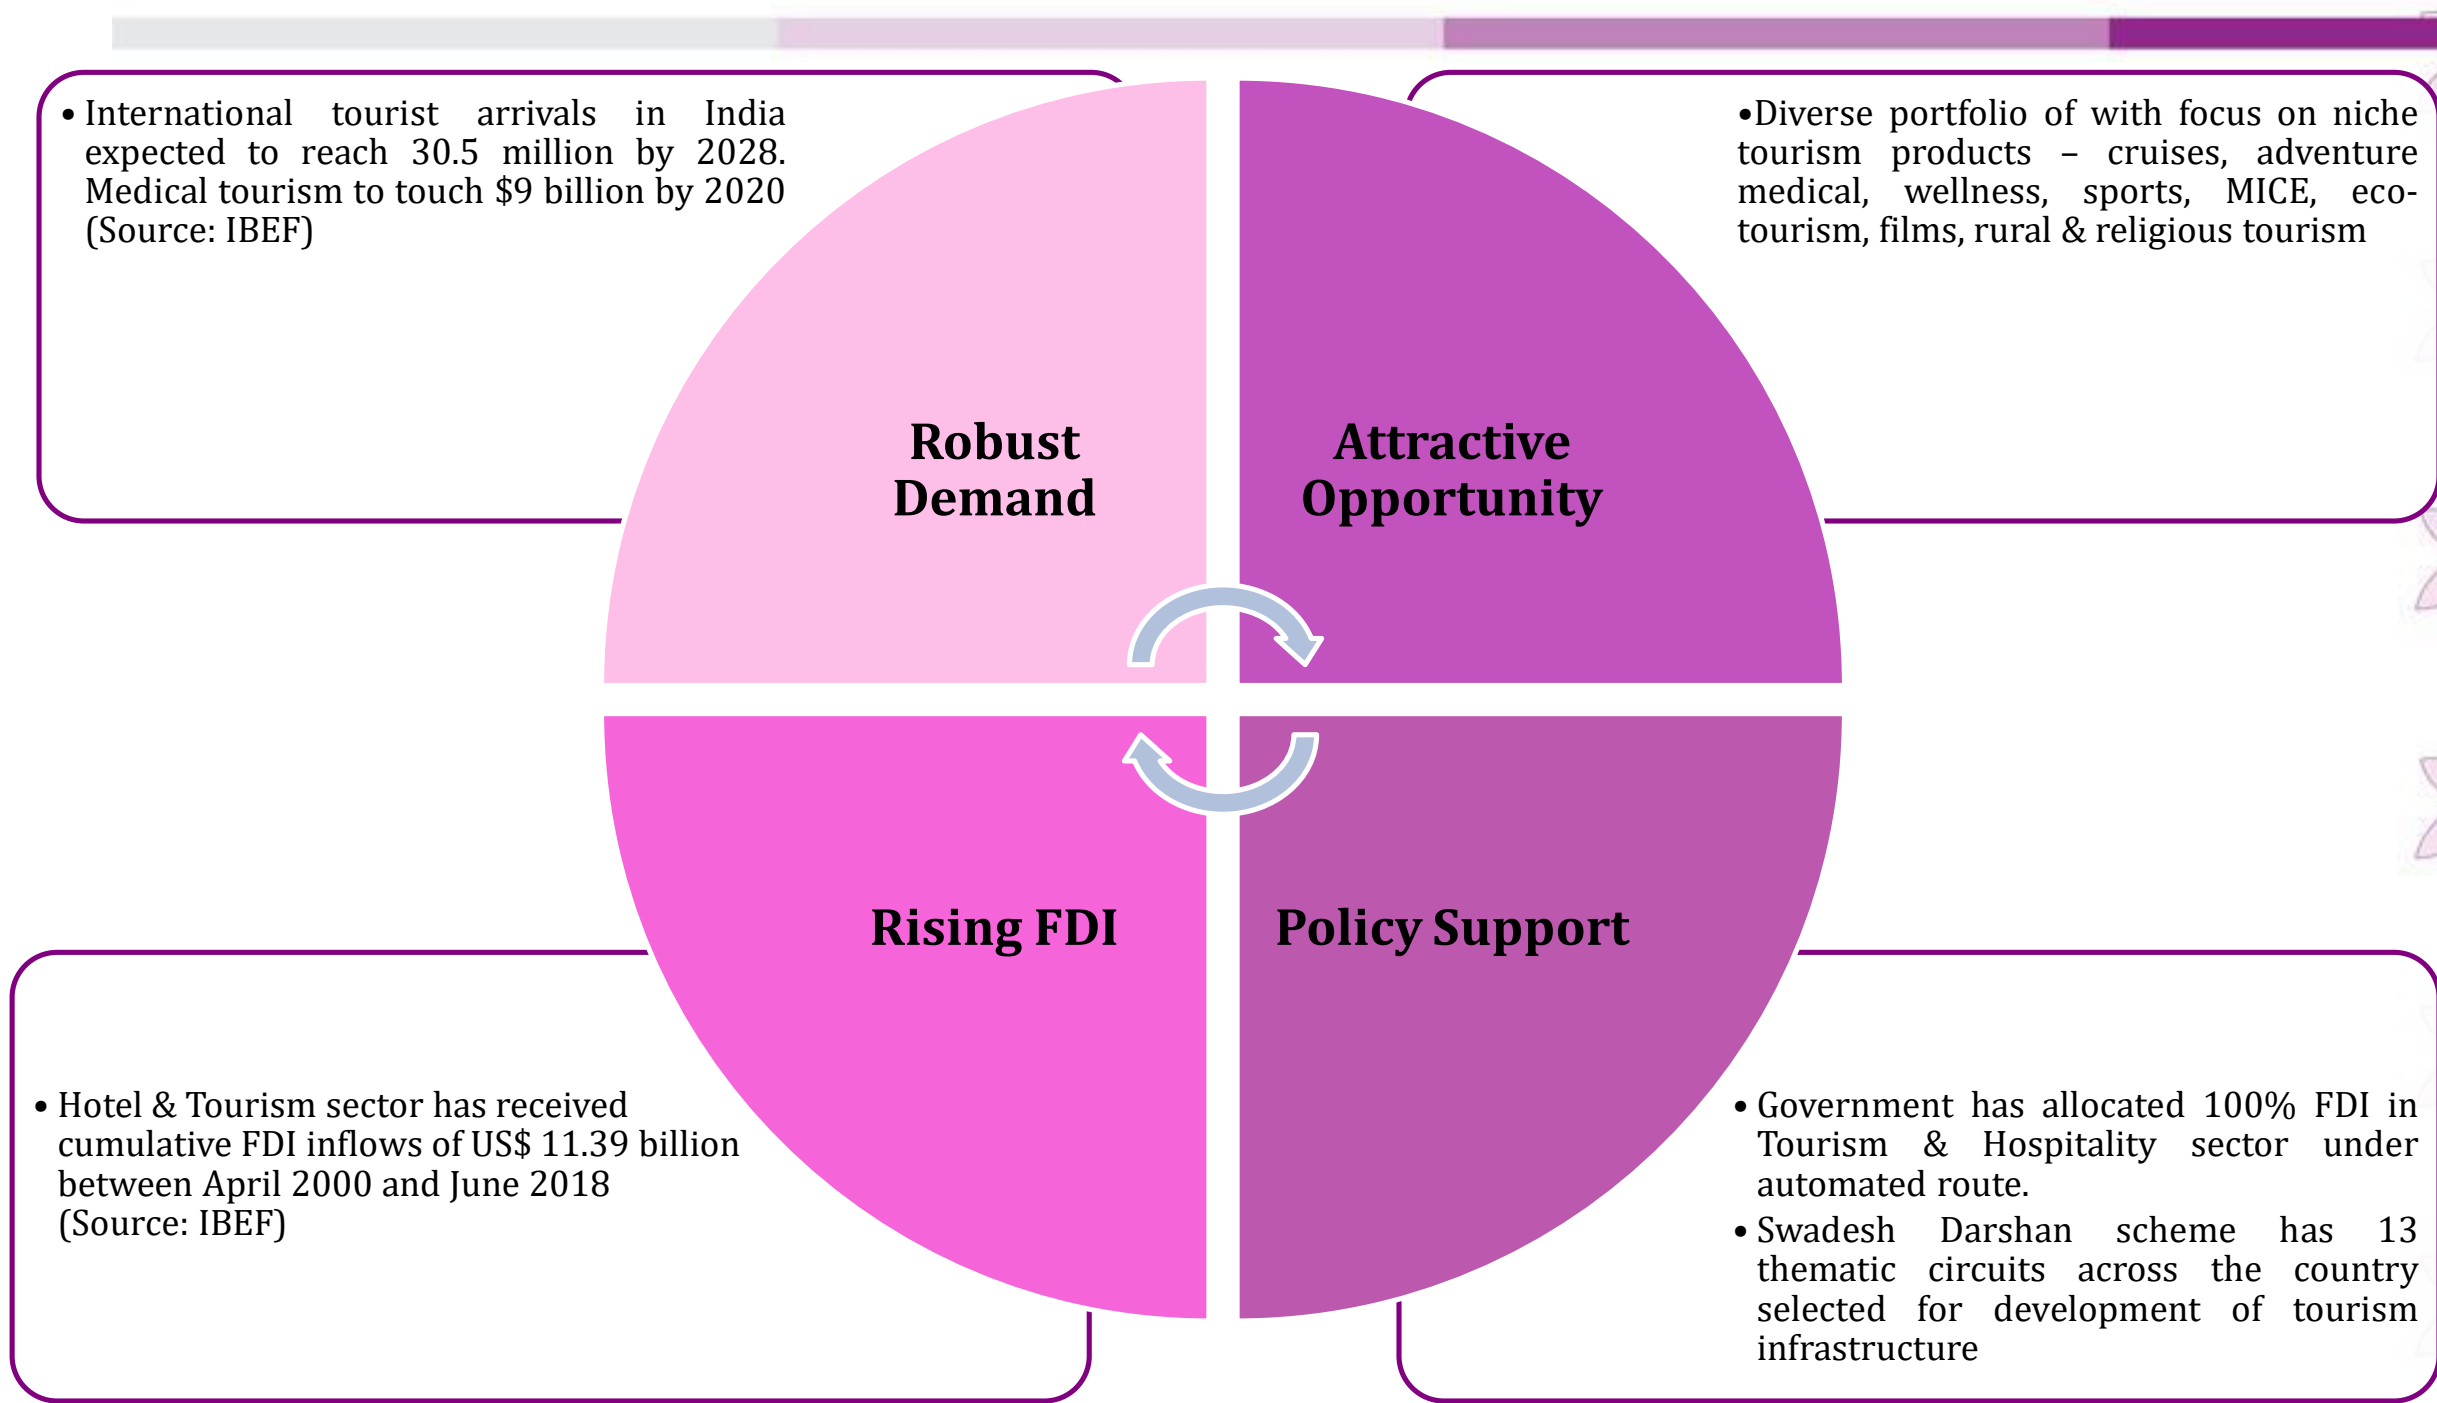 • International tourist arrivals in India
expected to reach 30.5 million by 2028.
Medical tourism to touch $9 billion by 2020
(Source: IBEF)
•Diverse portfolio of with focus on niche
tourism products – cruises, adventure
medical, wellness, sports, MICE, eco-
tourism, films, rural & religious tourism
Robust
Demand
Attractive
Opportunity
Rising FDI
Policy Support
• Hotel & Tourism sector has received
cumulative FDI inflows of US$ 11.39 billion
between April 2000 and June 2018
(Source: IBEF)
• Government has allocated 100% FDI in
Tourism & Hospitality sector under
automated route.
• Swadesh Darshan scheme has 13
thematic circuits across the country
selected for development of tourism
infrastructure